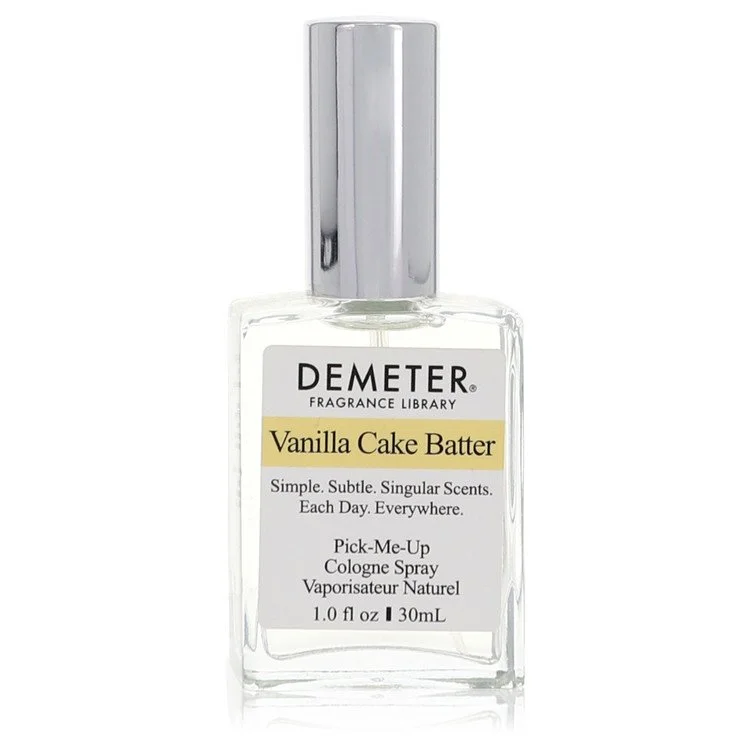 DEMETER®
FRAGRANCE LIBRARY
Vanilla Cake Batter
Simple. Subtle. Singular Scents.
Each Day. Everywhere.
Pick-Me-Up
Cologne Spray
Vaporisateur Naturel
1.0 fl oz ❚ 30mL